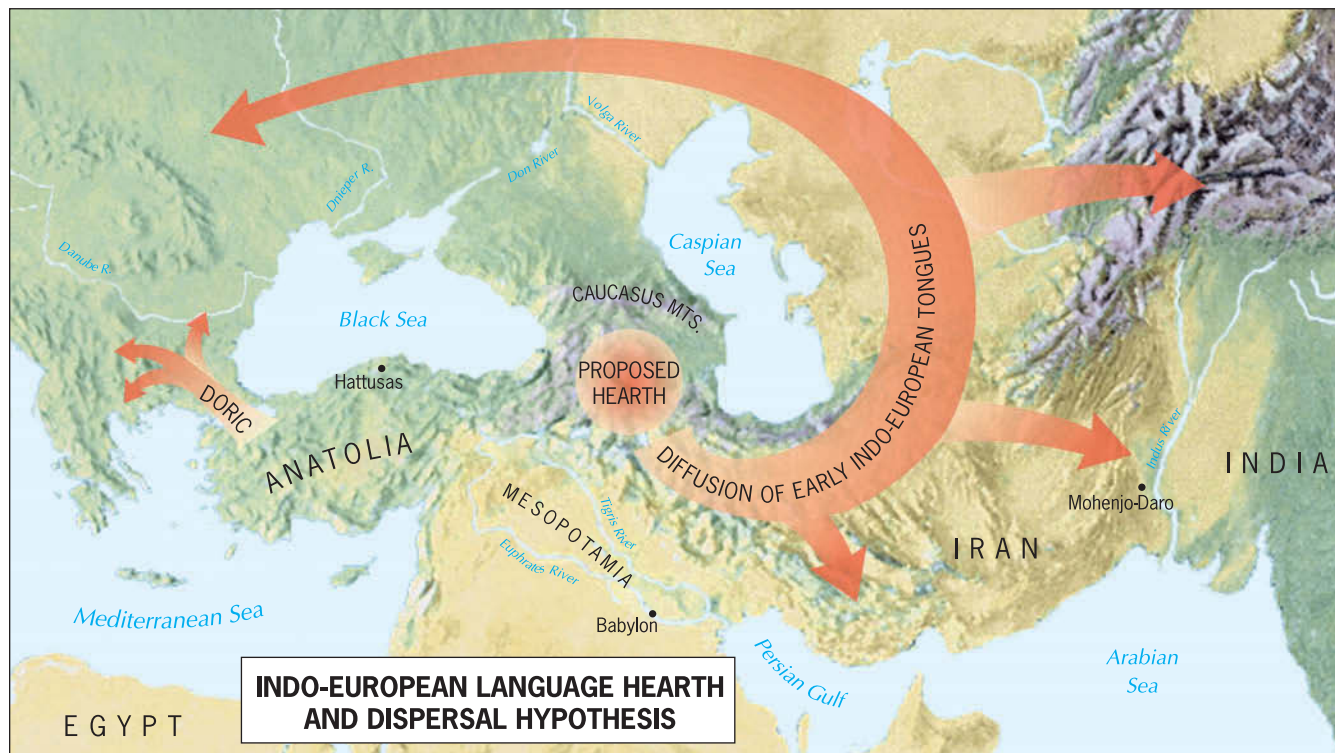 Volga River
Don River
Dnieper R.
Danube R.
Caspian
Sea
CAUCASUS MTS.
Black Sea
PROPOSED
HEARTH
Hattusas
DORIC
ANATOLIA
DIFFUSION OF EARLY INDO-EUROPEAN TONGUES
MESOPOTAMIA
Tigris River
Euphrates River
Babylon
IRAN
Indus River
Mohenjo-Daro
INDIA
Mediterranean Sea
Persian Gulf
Arabian
Sea
EGYPT
INDO-EUROPEAN LANGUAGE HEARTH
AND DISPERSAL HYPOTHESIS